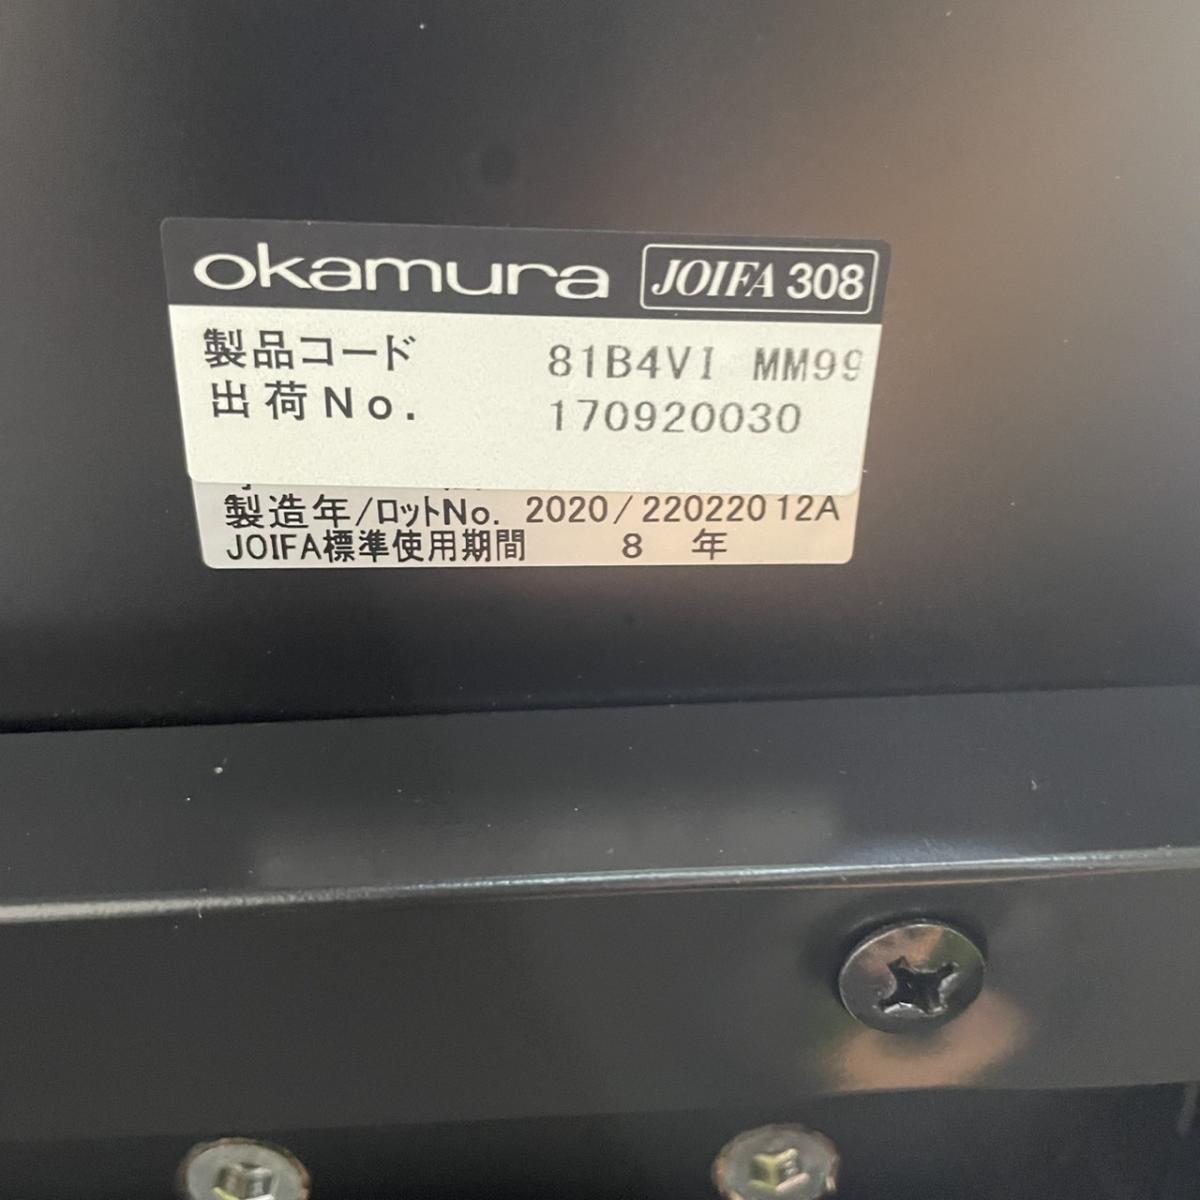 okamura JOIFA 308
製品コード 81B4VI MM99
出荷No. 170920030
製造年/ロットNo. 2020/22022012A
JOIFA標準使用期間 8 年